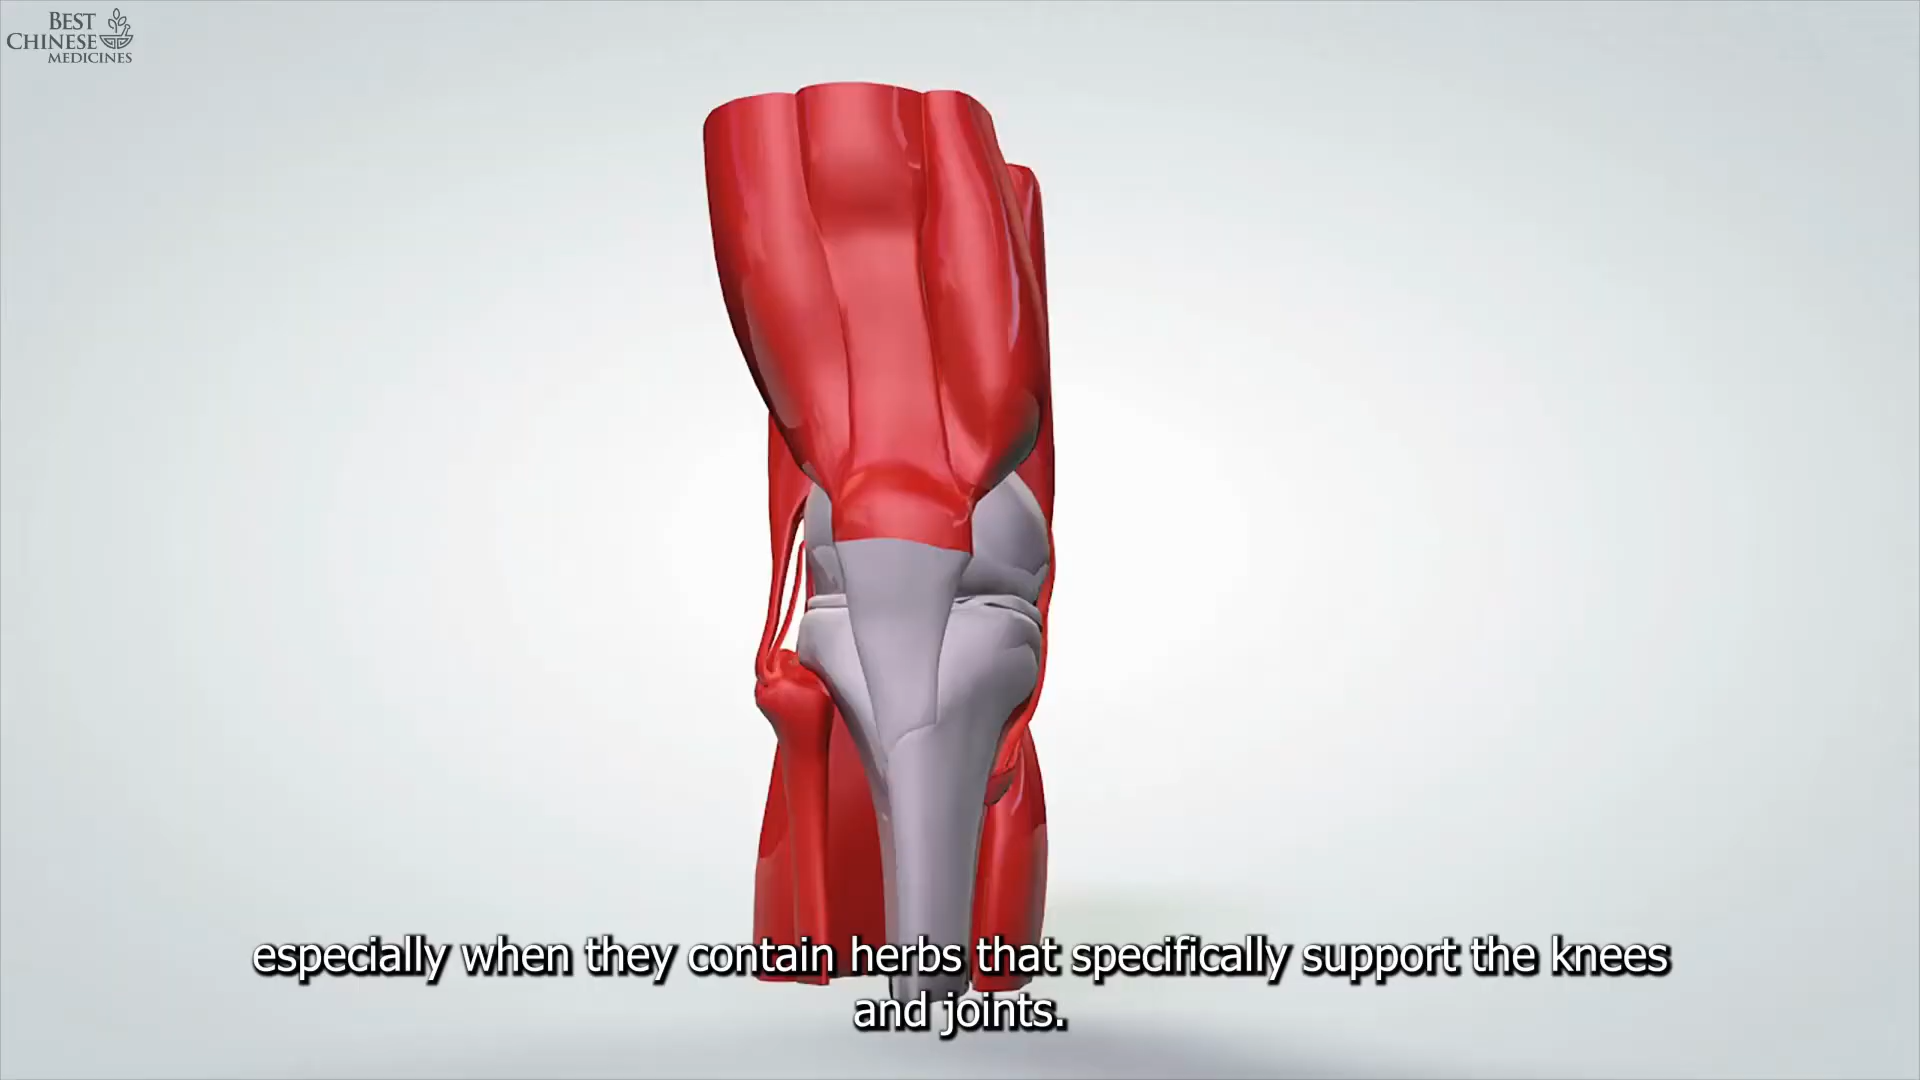 BEST
CHINESE
MEDICINES
especially when they contain herbs that specifically support the knees
and joints.